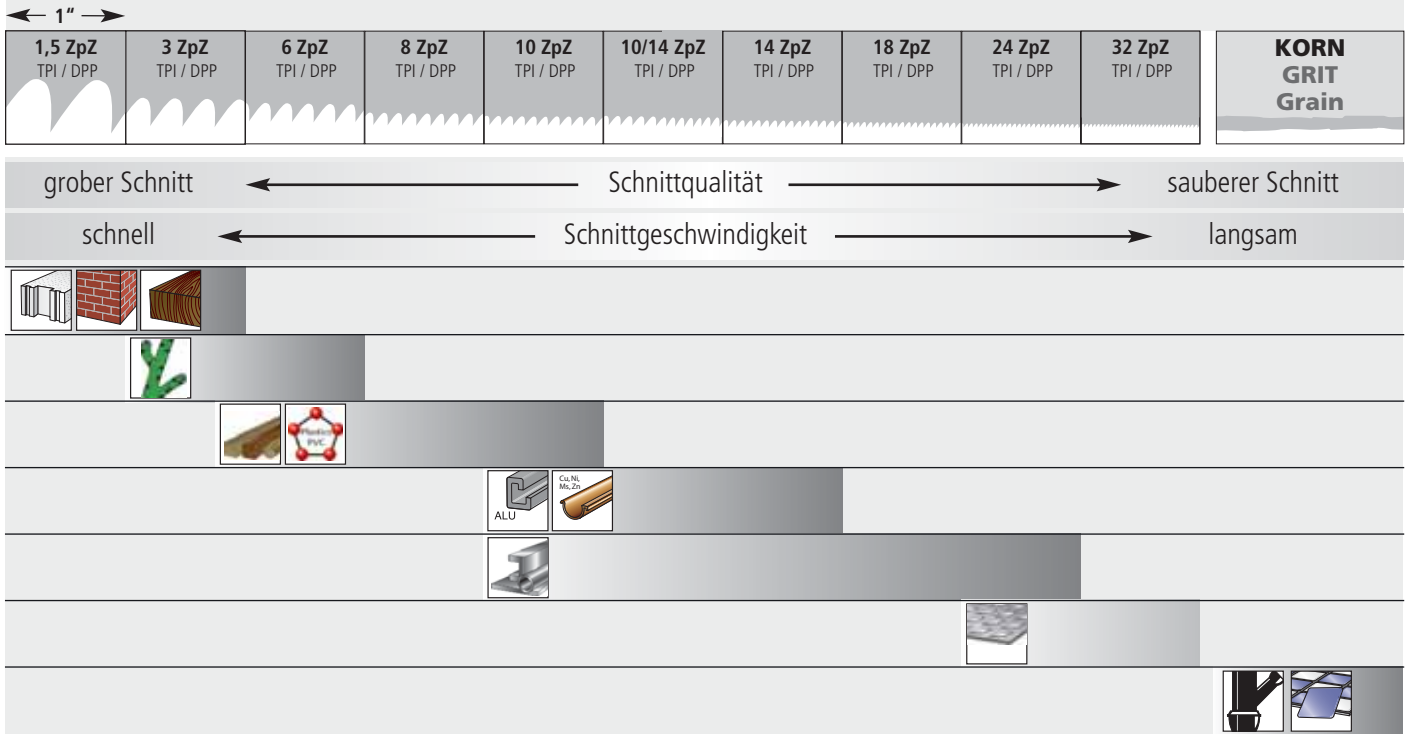 1“
1,5 ZpZ
TPI / DPP
3 ZpZ
TPI / DPP
6 ZpZ
TPI / DPP
8 ZpZ
TPI / DPP
10 ZpZ
TPI / DPP
10/14 ZpZ
TPI / DPP
14 ZpZ
TPI / DPP
18 ZpZ
TPI / DPP
24 ZpZ
TPI / DPP
32 ZpZ
TPI / DPP
KORN
GRIT
Grain
grober Schnitt Schnittqualität sauberer Schnitt
schnell Schnittgeschwindigkeit langsam
Plastics
PVC
ALU
Cu, Ni,
Ms, Zn